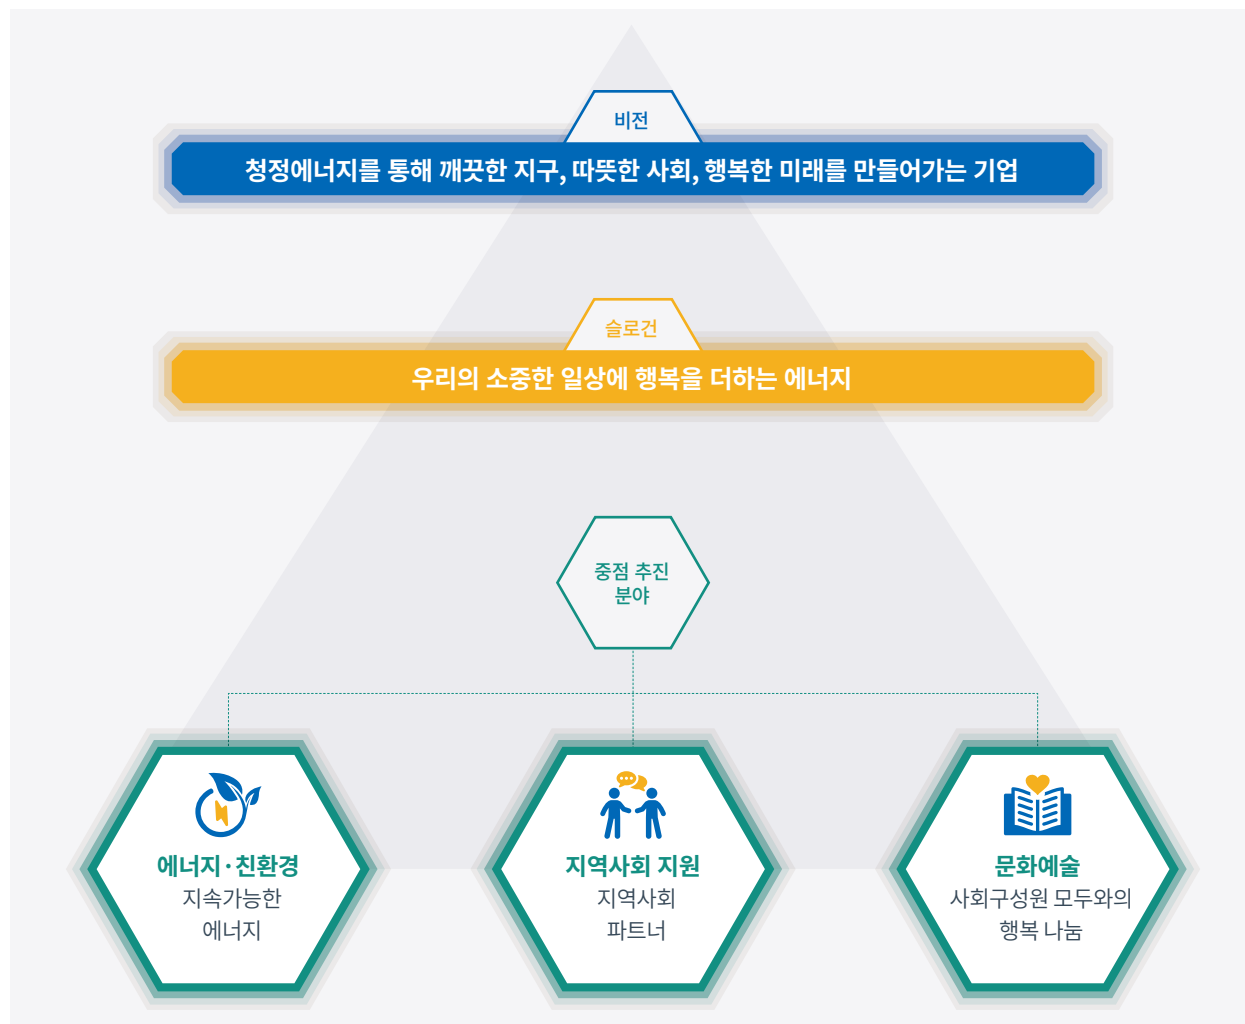 비전
청정에너지를 통해 깨끗한 지구, 따뜻한 사회, 행복한 미래를 만들어가는 기업
슬로건
우리의 소중한 일상에 행복을 더하는 에너지
중점 추진
분야
에너지·친환경
지속가능한
에너지
지역사회 지원
지역사회
파트너
문화예술
사회구성원 모두와의
행복 나눔